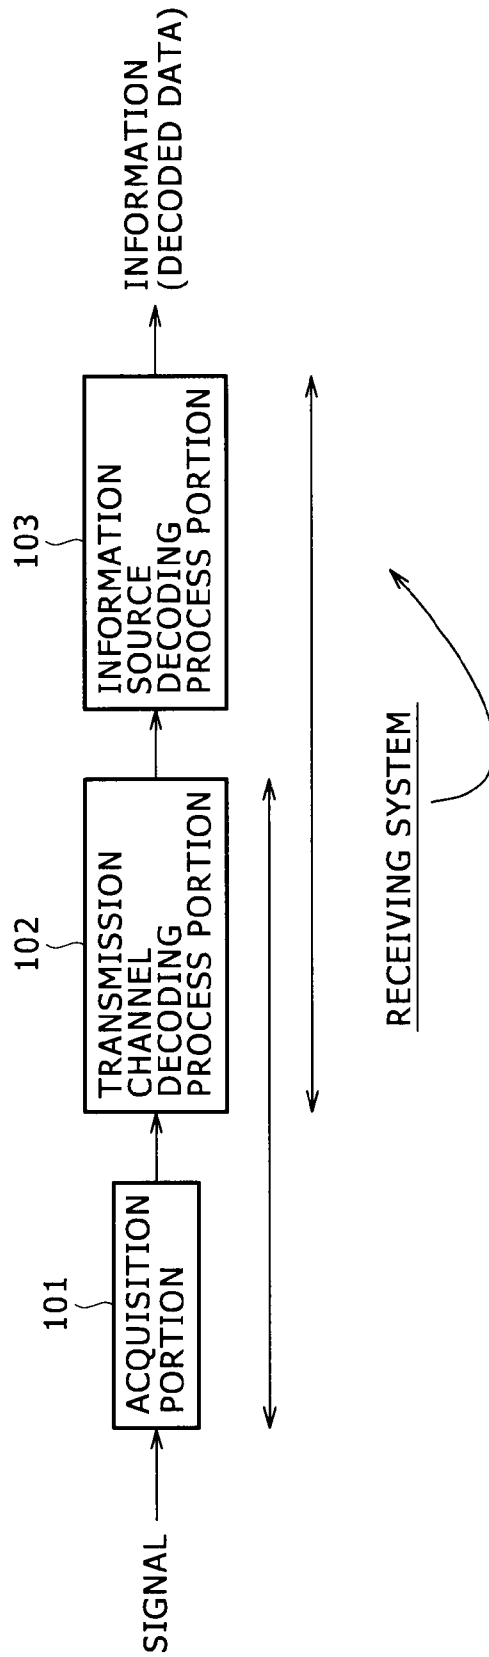 SIGNAL
101
ACQUISITION
PORTION
102
TRANSMISSION
CHANNEL
DECODING
PROCESS PORTION
103
INFORMATION
SOURCE
DECODING
PROCESS PORTION
INFORMATION
(DECODED DATA)
RECEIVING SYSTEM